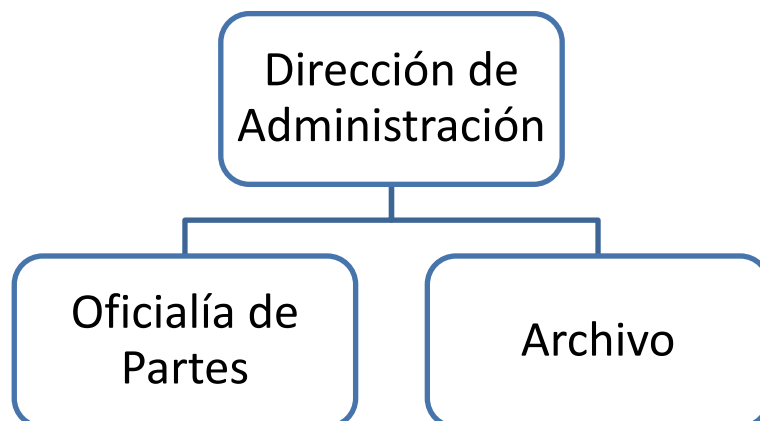 Dirección de
Administración
Oficialía de
Partes
Archivo